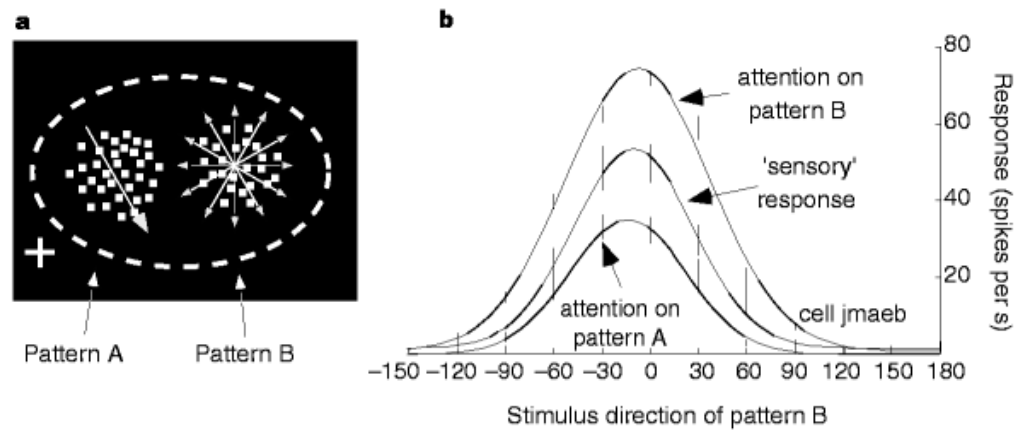 a
Pattern A
Pattern B
b
80
60
40
20
00
Response (spikes per s)
attention on
pattern B
'sensory'
response
attention on
pattern A
cell jmaeb
−150 −120 −90 −60 −30 0 30 60 90 120 150 180
Stimulus direction of pattern B